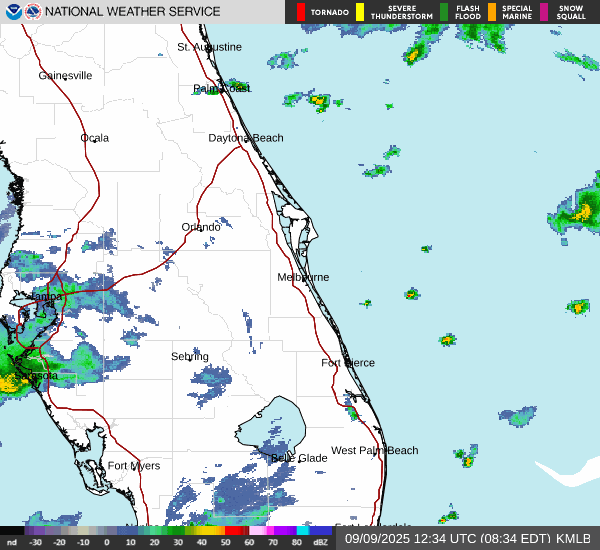 NATIONAL WEATHER SERVICE
TORNADO
SEVERE
THUNDERSTORM
FLASH
FLOOD
SPECIAL
MARINE
SNOW
SQUALL
St. Augustine
Gainesville
Palm Coast
Ocala
Daytona Beach
Orlando
Melbourne
Tampa
Sebring
Fort Pierce
Sarasota
West Palm Beach
Belle Glade
Fort Myers
nd -30 -20 -10 0 10 20 30 40 50 60 70 80 dBZ
09/09/2025 12:34 UTC (08:34 EDT) KMLB